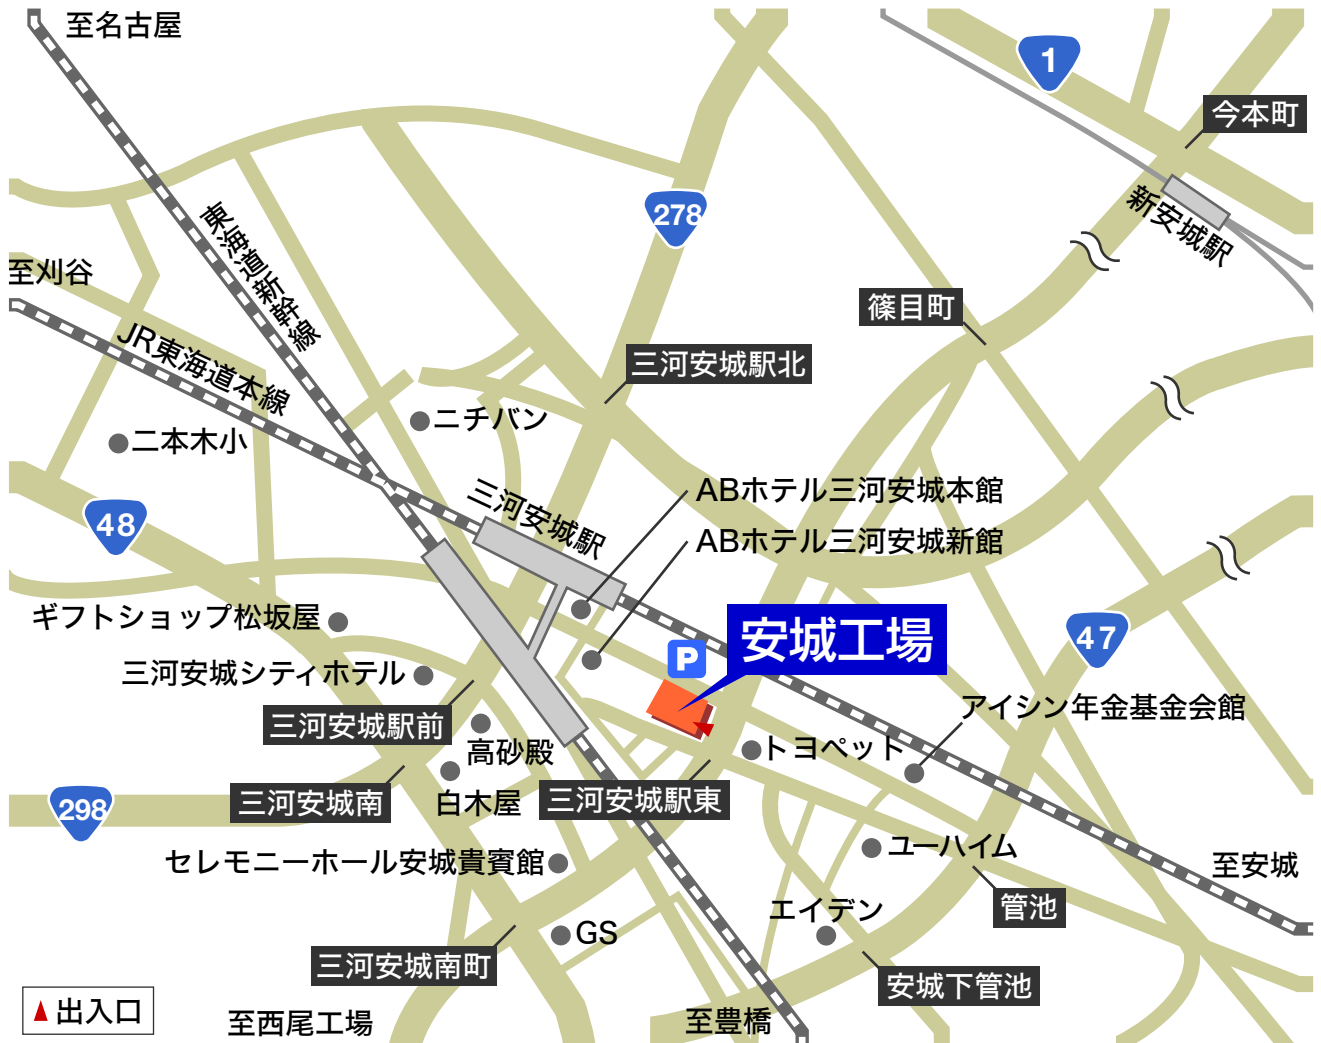 至名古屋
1
今本町
278
東海道新幹線
新安城駅
至刈谷
篠目町
JR東海道本線
三河安城駅北
ニチバン
二本木小
三河安城駅
ABホテル三河安城本館
48
ABホテル三河安城新館
ギフトショップ松坂屋
安城工場
47
P
三河安城シティホテル
アイシン年金基金会館
三河安城駅前
高砂殿
トヨペット
298
三河安城南
白木屋
三河安城駅東
セレモニーホール安城貴賓館
ユーハイム
至安城
管池
エイデン
GS
三河安城南町
安城下管池
出入口
至西尾工場
至豊橋